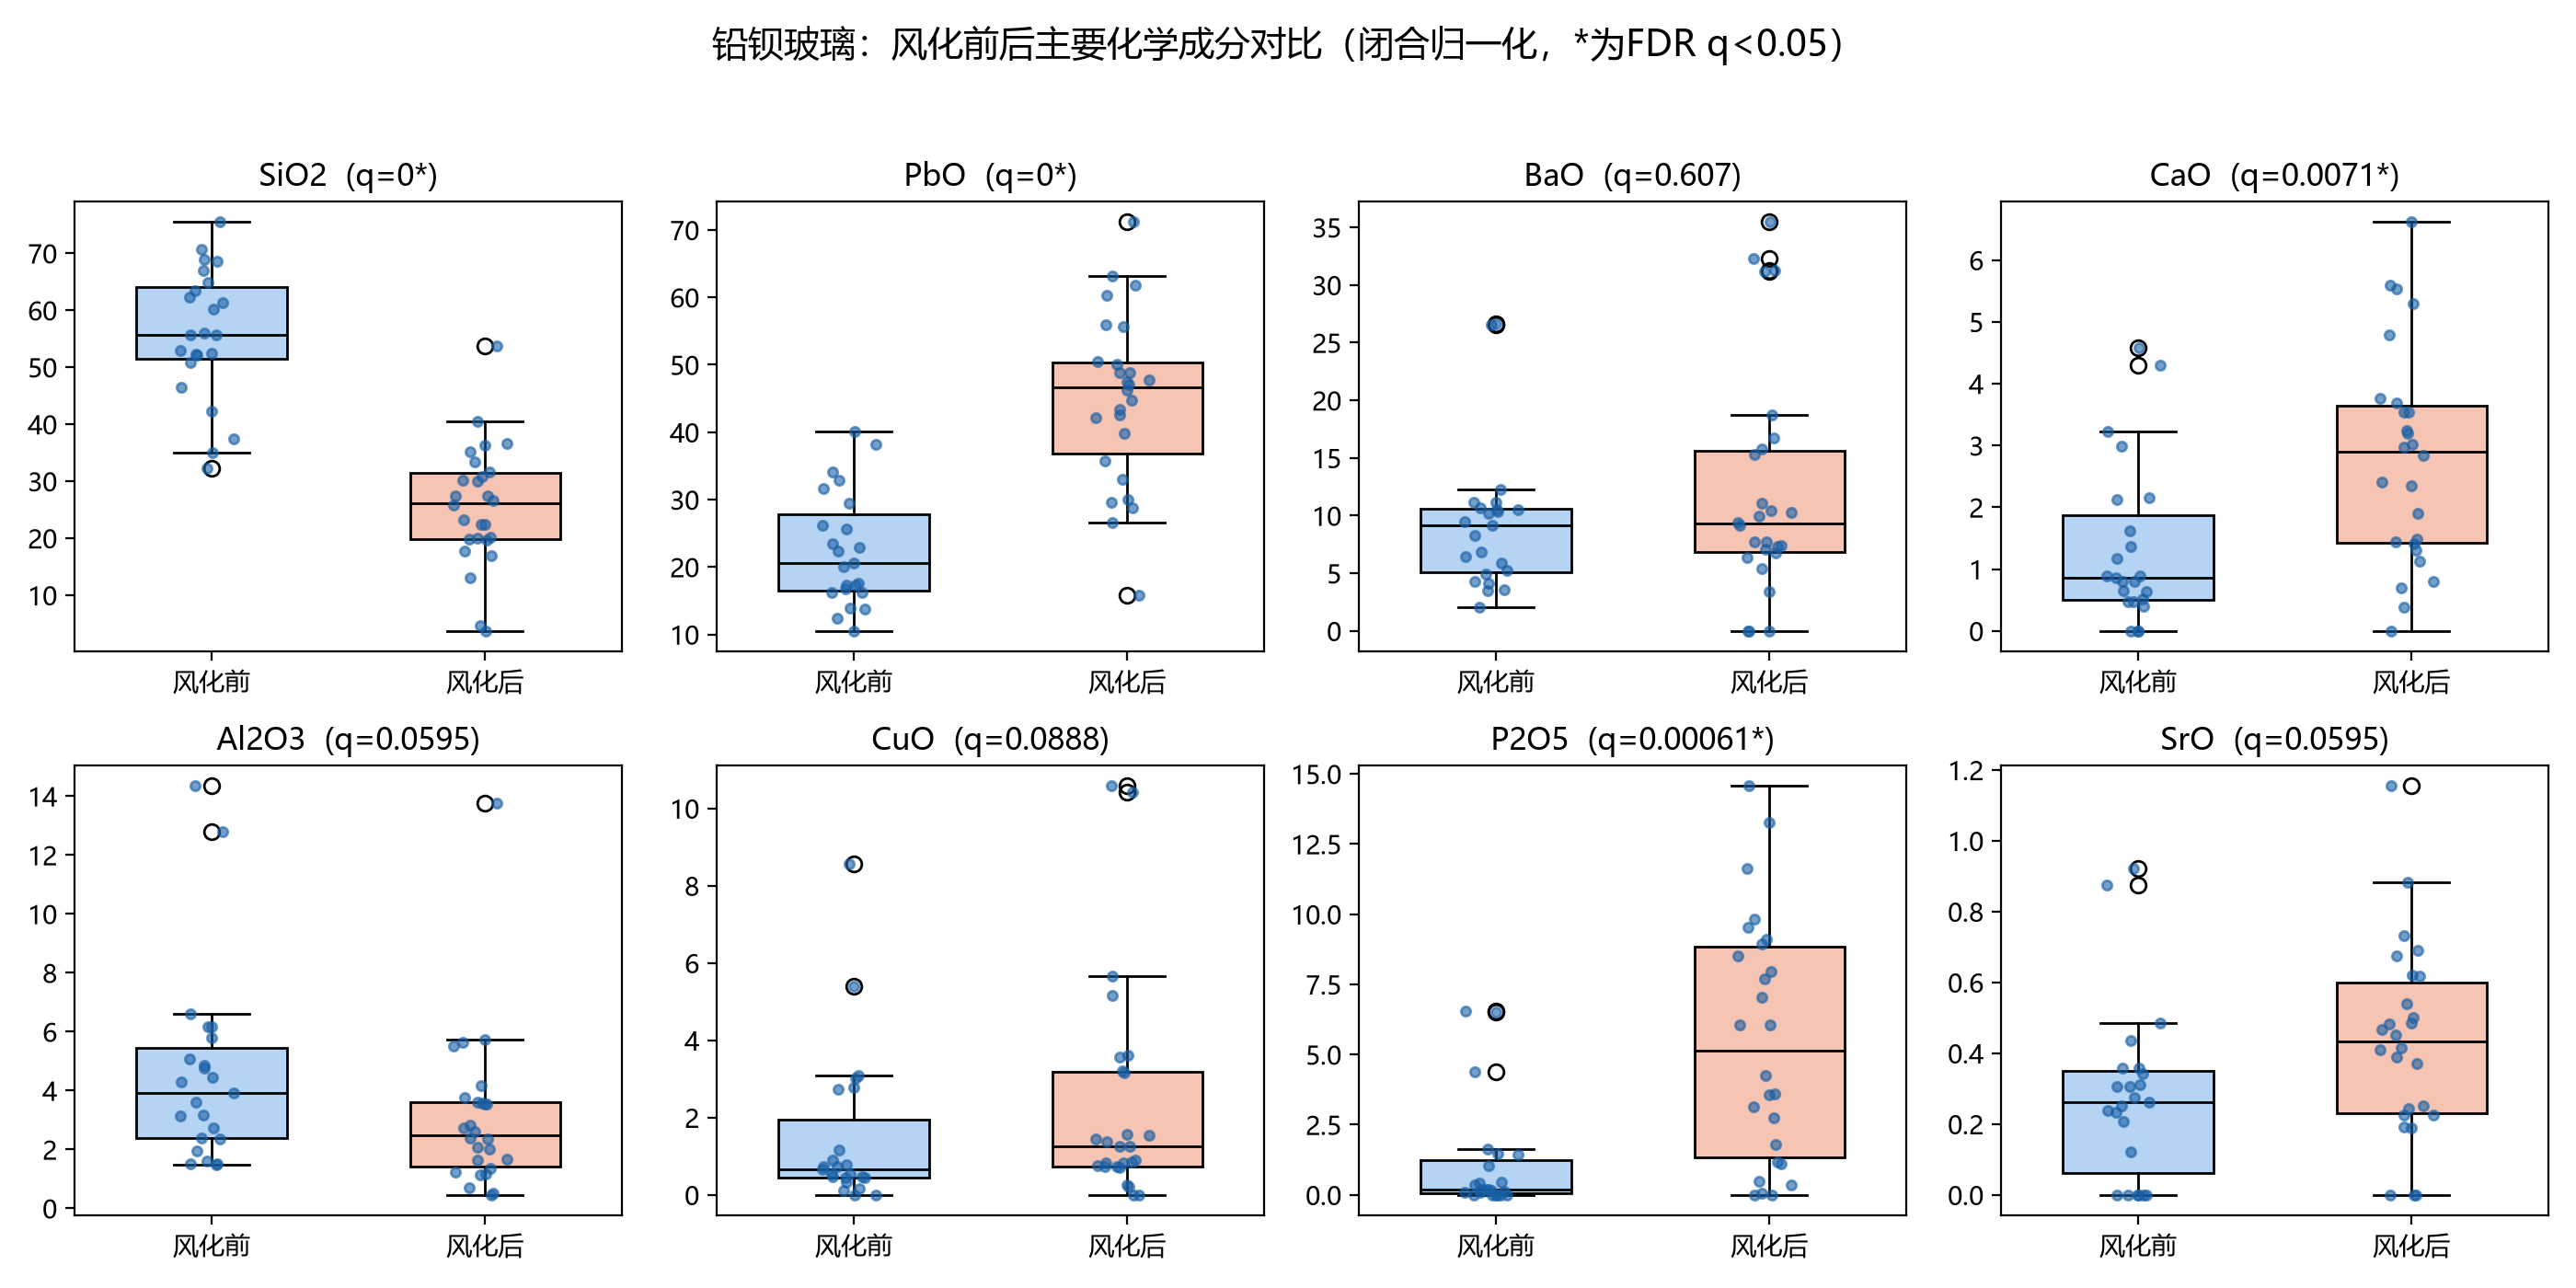 铅钡玻璃：风化前后主要化学成分对比（闭合归一化，*为FDR q<0.05）
SiO2 (q=0*)
PbO (q=0*)
BaO (q=0.607)
CaO (q=0.0071*)
70
60
50
40
30
20
10
风化前
风化后
70
60
50
40
30
20
10
风化前
风化后
35
30
25
20
15
10
5
0
风化前
风化后
6
5
4
3
2
1
0
风化前
风化后
Al2O3 (q=0.0595)
CuO (q=0.0888)
P2O5 (q=0.00061*)
SrO (q=0.0595)
14
12
10
8
6
4
2
0
风化前
风化后
10
8
6
4
2
0
风化前
风化后
15.0
12.5
10.0
7.5
5.0
2.5
0.0
风化前
风化后
1.2
1.0
0.8
0.6
0.4
0.2
0.0
风化前
风化后